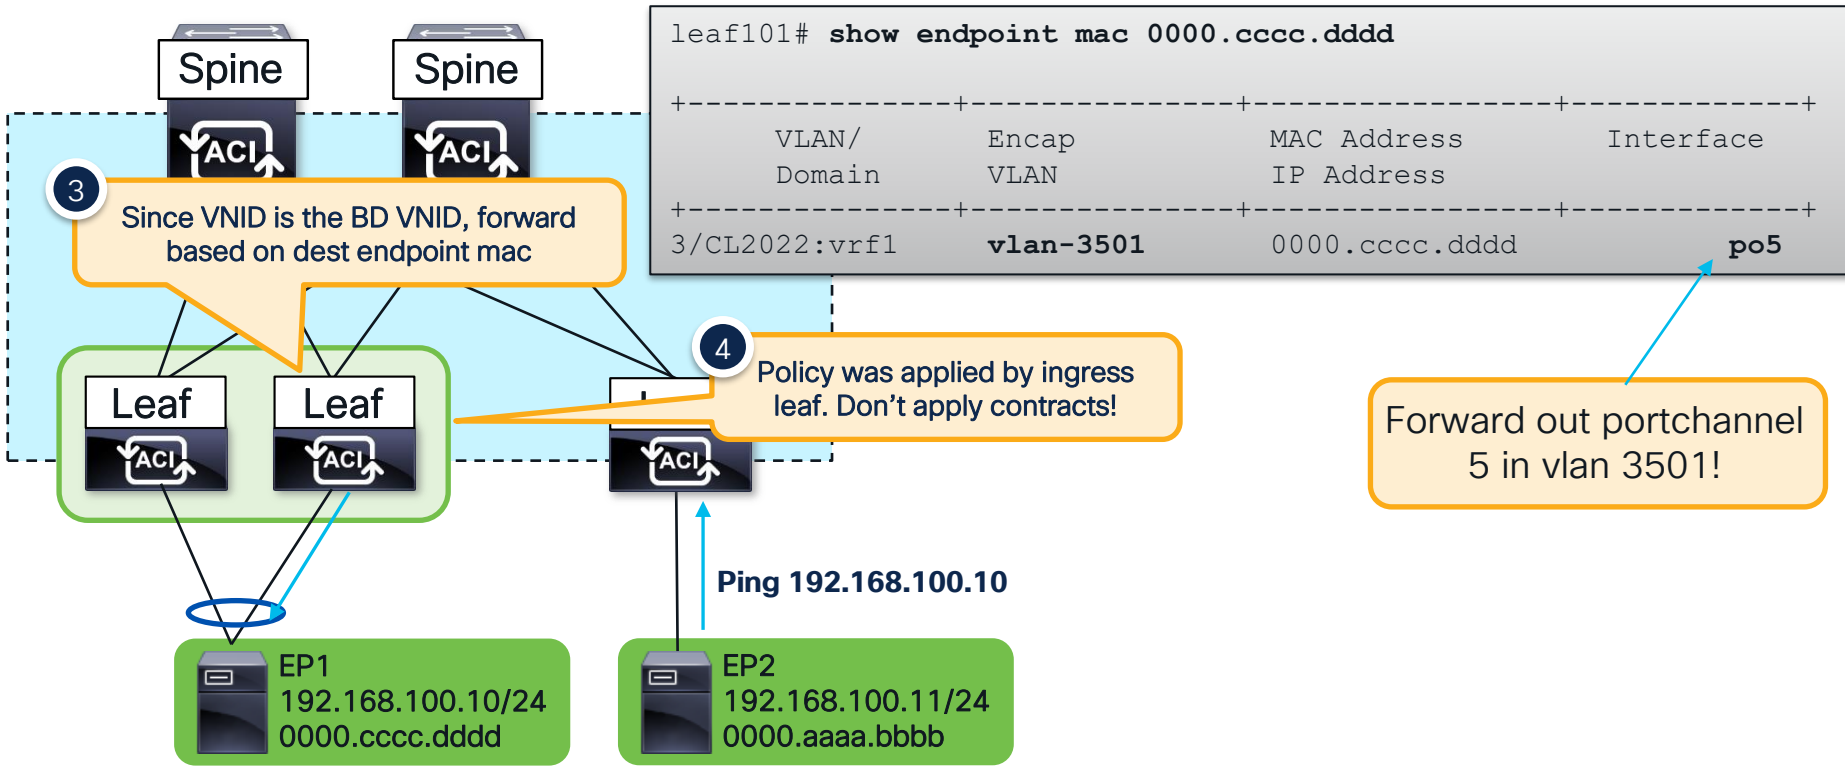 Spine
Spine
ACI
ACI
3
Since VNID is the BD VNID, forward
based on dest endpoint mac
leaf101# show endpoint mac 0000.cccc.dddd
+---------------+---------------+-----------------+-------------+
VLAN/ Encap MAC Address Interface
Domain VLAN IP Address
+---------------+---------------+-----------------+-------------+
3/CL2022:vrf1 vlan-3501 0000.cccc.dddd po5
4
Policy was applied by ingress
leaf. Don't apply contracts!
Forward out portchannel
5 in vlan 3501!
Leaf
Leaf
ACI
ACI
ACI
Ping 192.168.100.10
EP1
192.168.100.10/24
0000.cccc.dddd
EP2
192.168.100.11/24
0000.aaaa.bbbb